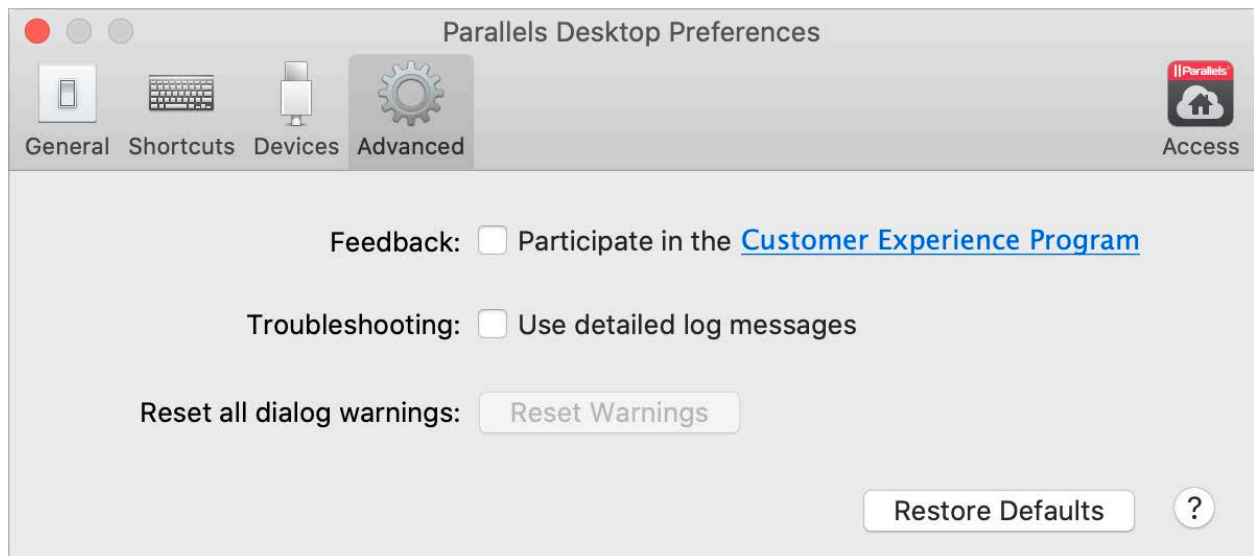 Parallels Desktop Preferences
||Parallels
General Shortcuts Devices Advanced Access
Feedback: Participate in the Customer Experience Program
Troubleshooting: Use detailed log messages
Reset all dialog warnings: Reset Warnings
Restore Defaults ?